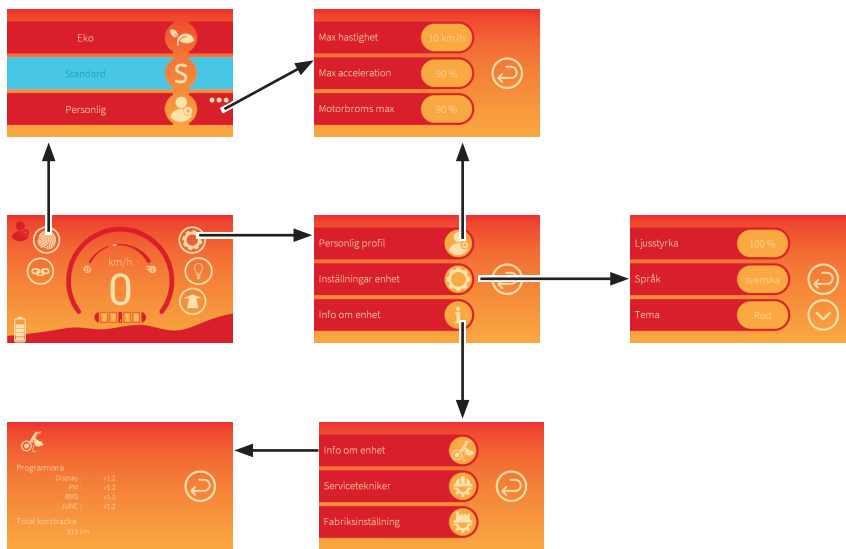 Eko
Standard
S
Personlig
Max hastighet 10 km/h
Max acceleration 90 %
Motorbroms max 90 %
km/h
0
Personlig profil
Inställningar enhet
Info om enhet
i
Ljusstyrka 100 %
Språk svenska
Tema Röd
Programvara
Display : v1.2
PM : v1.2
BMS : v1.2
JUNC : v1.2
Total körstracka
313 km
Info om enhet
Servicetekniker
Fabriksinställning